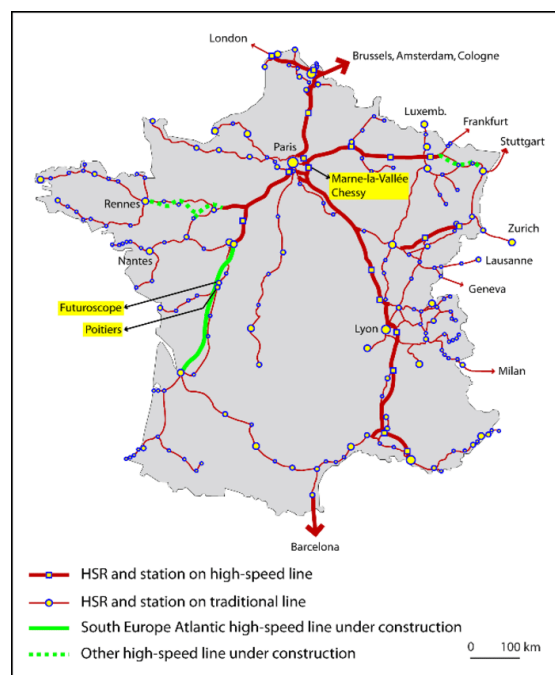 London
Brussels, Amsterdam, Cologne
Luxemb.
Frankfurt
Stuttgart
Paris
Marne-la-Vallée
Chessy
Rennes
Zurich
Nantes
Lausanne
Geneva
Futuroscope
Poitiers
Lyon
Milan
Barcelona
HSR and station on high-speed line
HSR and station on traditional line
South Europe Atlantic high-speed line under construction
Other high-speed line under construction
0 100 km